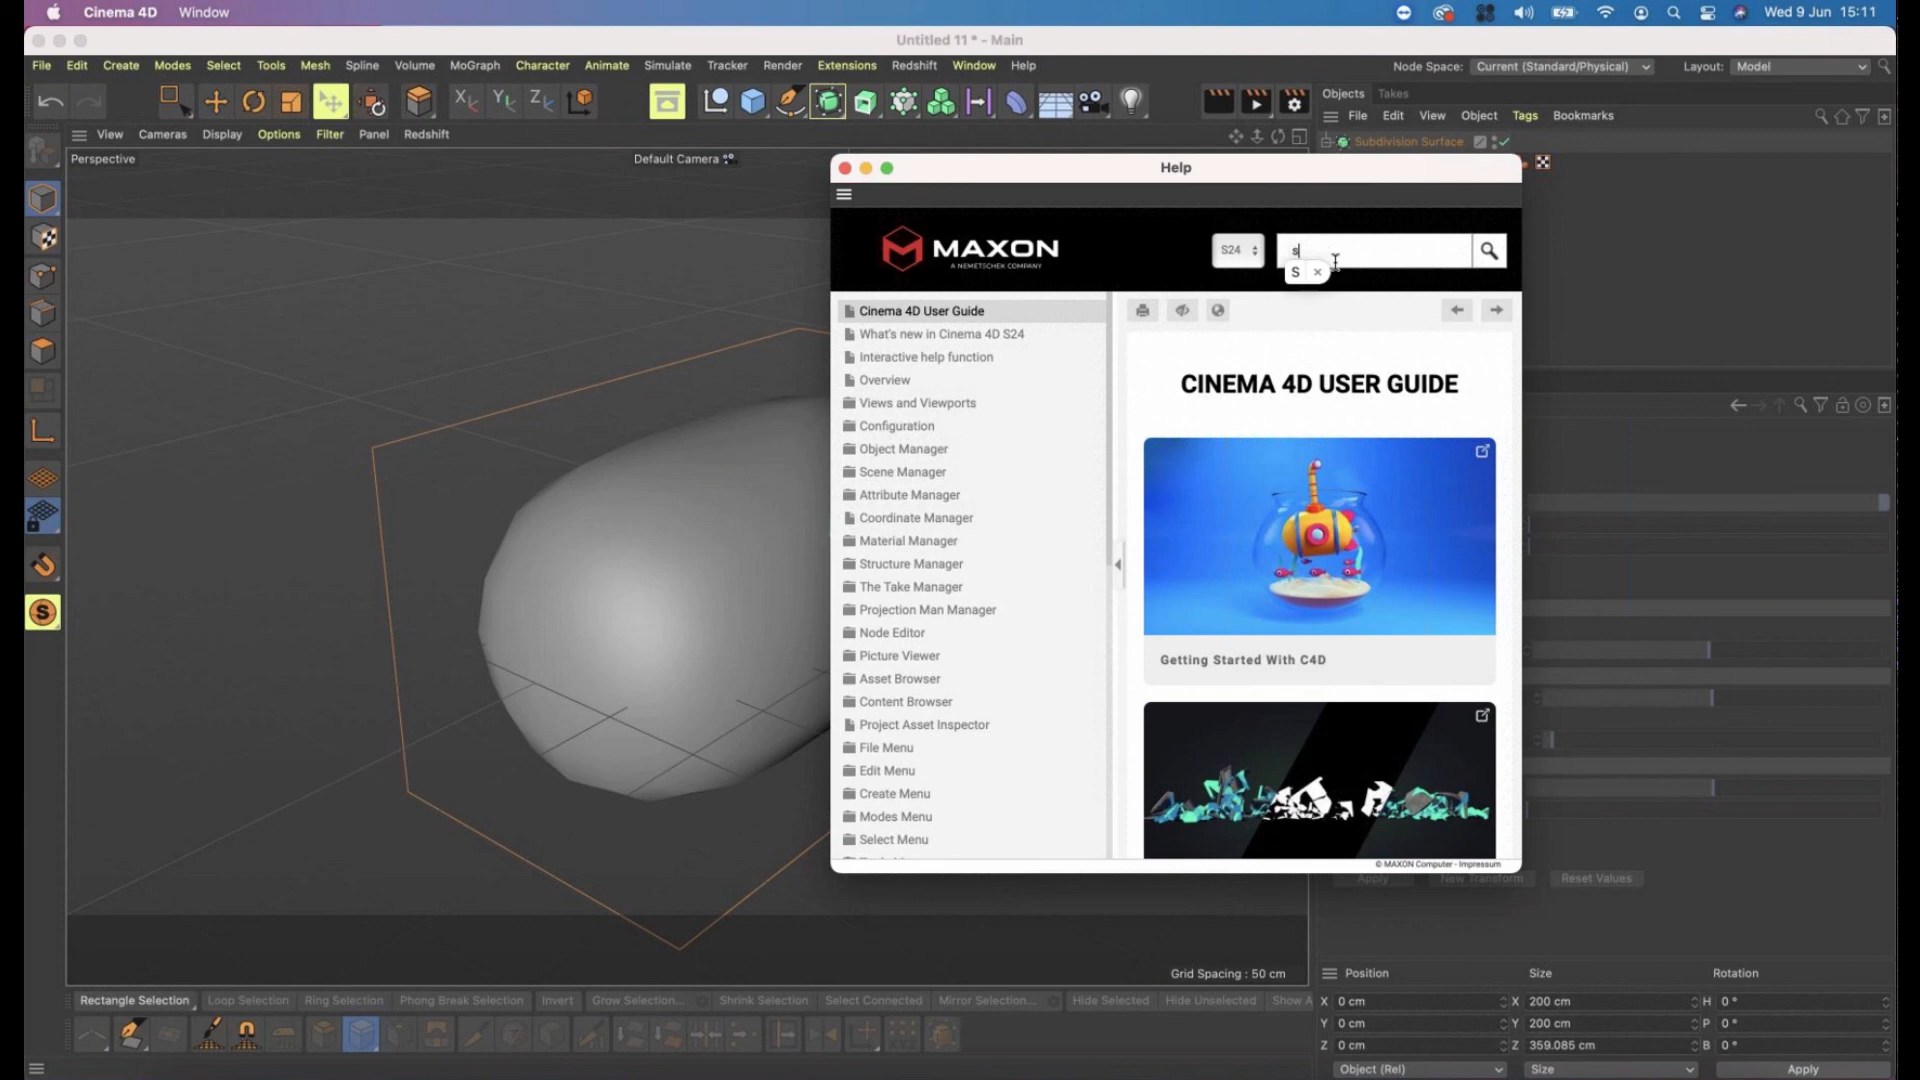 Cinema 4D Window
Wed 9 Jun 15:11
Untitled 11 * - Main
File Edit Create Modes Select Tools Mesh Spline Volume MoGraph Character Animate Simulate Tracker Render Extensions Redshift Window Help
Node Space: Current (Standard/Physical) Layout: Model
X Y Z
Objects Takes
File Edit View Object Tags Bookmarks
View Cameras Display Options Filter Panel Redshift
Subdivision Surface
Perspective
Default Camera
Help
MAXON
A NEMETSCHEK COMPANY
S24
s
S ×
Cinema 4D User Guide
What's new in Cinema 4D S24
Interactive help function
Overview
Views and Viewports
Configuration
Object Manager
Scene Manager
Attribute Manager
Coordinate Manager
Material Manager
Structure Manager
The Take Manager
Projection Man Manager
Node Editor
Picture Viewer
Asset Browser
Content Browser
Project Asset Inspector
File Menu
Edit Menu
Create Menu
Modes Menu
Select Menu
CINEMA 4D USER GUIDE
Getting Started With C4D
© MAXON Computer - Impressum
Apply New Transform Reset Values
S
Grid Spacing : 50 cm
Position Size Rotation
Rectangle Selection Loop Selection Ring Selection Phong Break Selection Invert Grow Selection... Shrink Selection Select Connected Mirror Selection... Hide Selected Hide Unselected Show A
X 0 cm X 200 cm H 0 °
Y 0 cm Y 200 cm P 0 °
Z 0 cm Z 359.085 cm B 0 °
Object (Rel) Size Apply